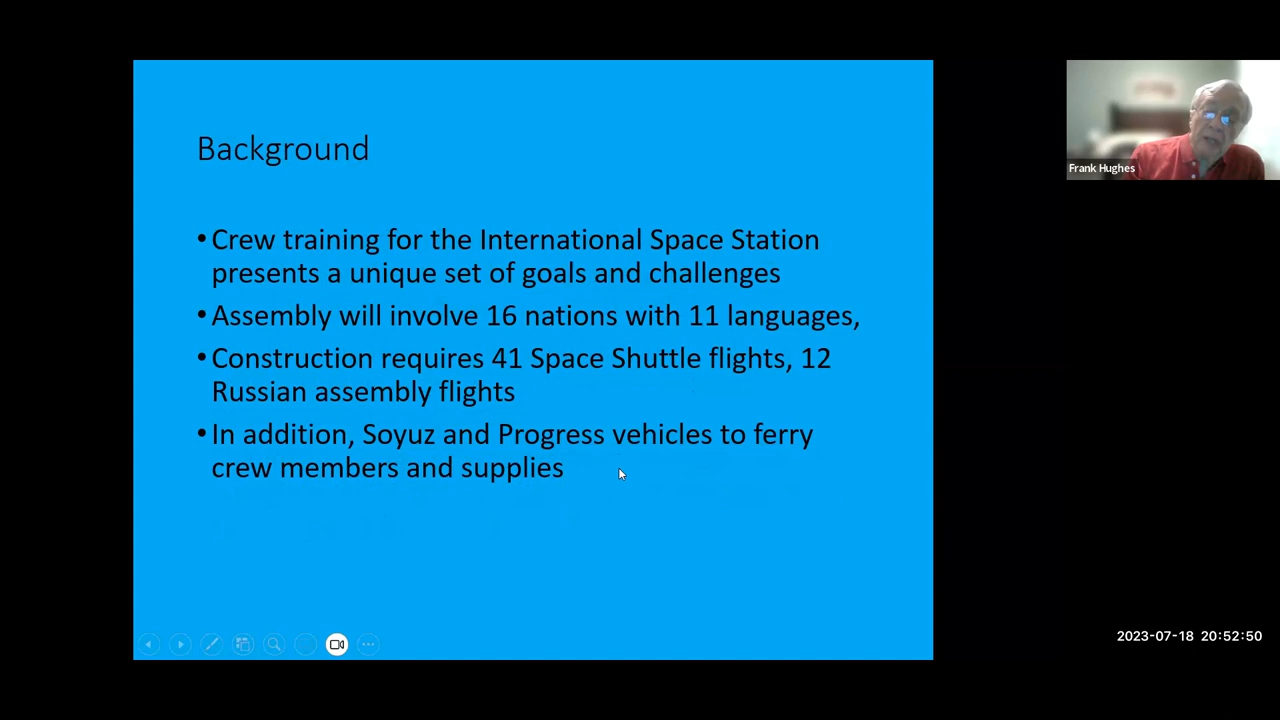 Background
•Crew training for the International Space Station
presents a unique set of goals and challenges
•Assembly will involve 16 nations with 11 languages,
•Construction requires 41 Space Shuttle flights, 12
Russian assembly flights
•In addition, Soyuz and Progress vehicles to ferry
crew members and supplies
Frank Hughes
2023-07-18 20:52:50